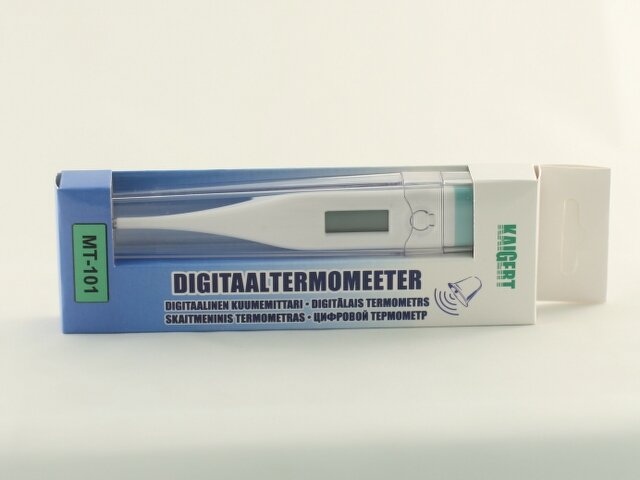 MT-101
KAIGERT
DIGITAALTERMOMEETER
DIGITAALINEN KUUMEMITTARI • DIGITĀLAIS TERMOMETRS
SKAITMENINIS TERMOMETRAS • ЦИФРОВОЙ ТЕРМОМЕТР